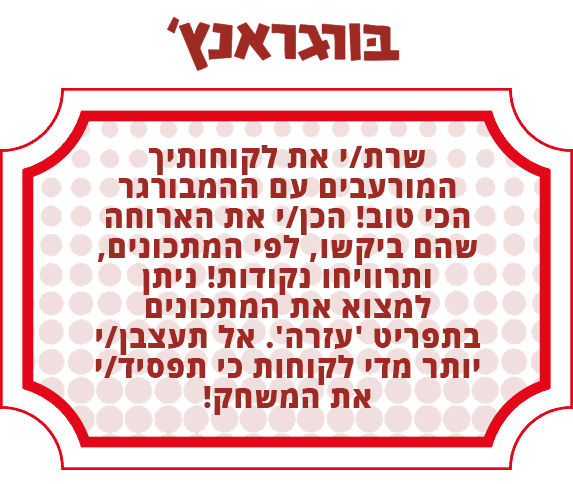 בורגראנץ'
שרת/י את לקוחותיך
המורעבים עם ההמבורגר
הכי טוב! הכן/י את הארוחה
שהם ביקשו, לפי המתכונים,
ותרוויחו נקודות! ניתן
למצוא את המתכונים
בתפריט 'עזרה'. אל תעצבן/י
יותר מדי לקוחות כי תפסיד/י
את המשחק!